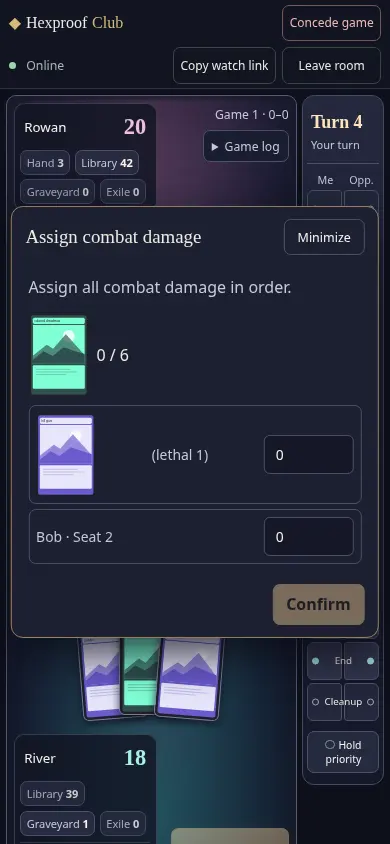 Hexproof Club
Concede game
Online
Copy watch link
Leave room
Rowan 20
Hand 3
Library 42
Graveyard 0
Exile 0
Game 1 · 0–0
Game log
Turn 4
Your turn
Me Opp.
Assign combat damage
Minimize
Assign all combat damage in order.
0 / 6
(lethal 1)
0
Bob · Seat 2
0
Confirm
End
Cleanup
Hold priority
River 18
Library 39
Graveyard 1
Exile 0